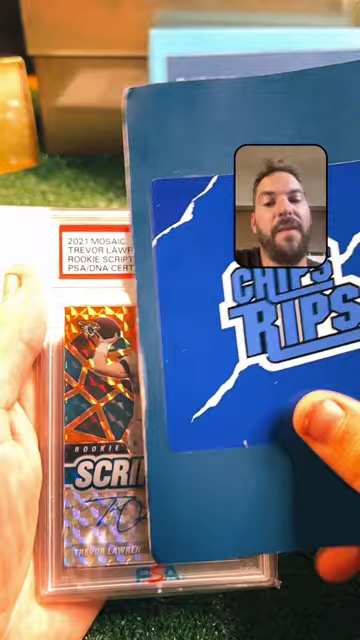 2021 MOSAIC
TREVOR LAWR
ROOKIE SCRIPT
PSA/DNA CERT
CHIPS
RIPS
ROOKIE
SCRI
TREVOR LAWREN
PSA